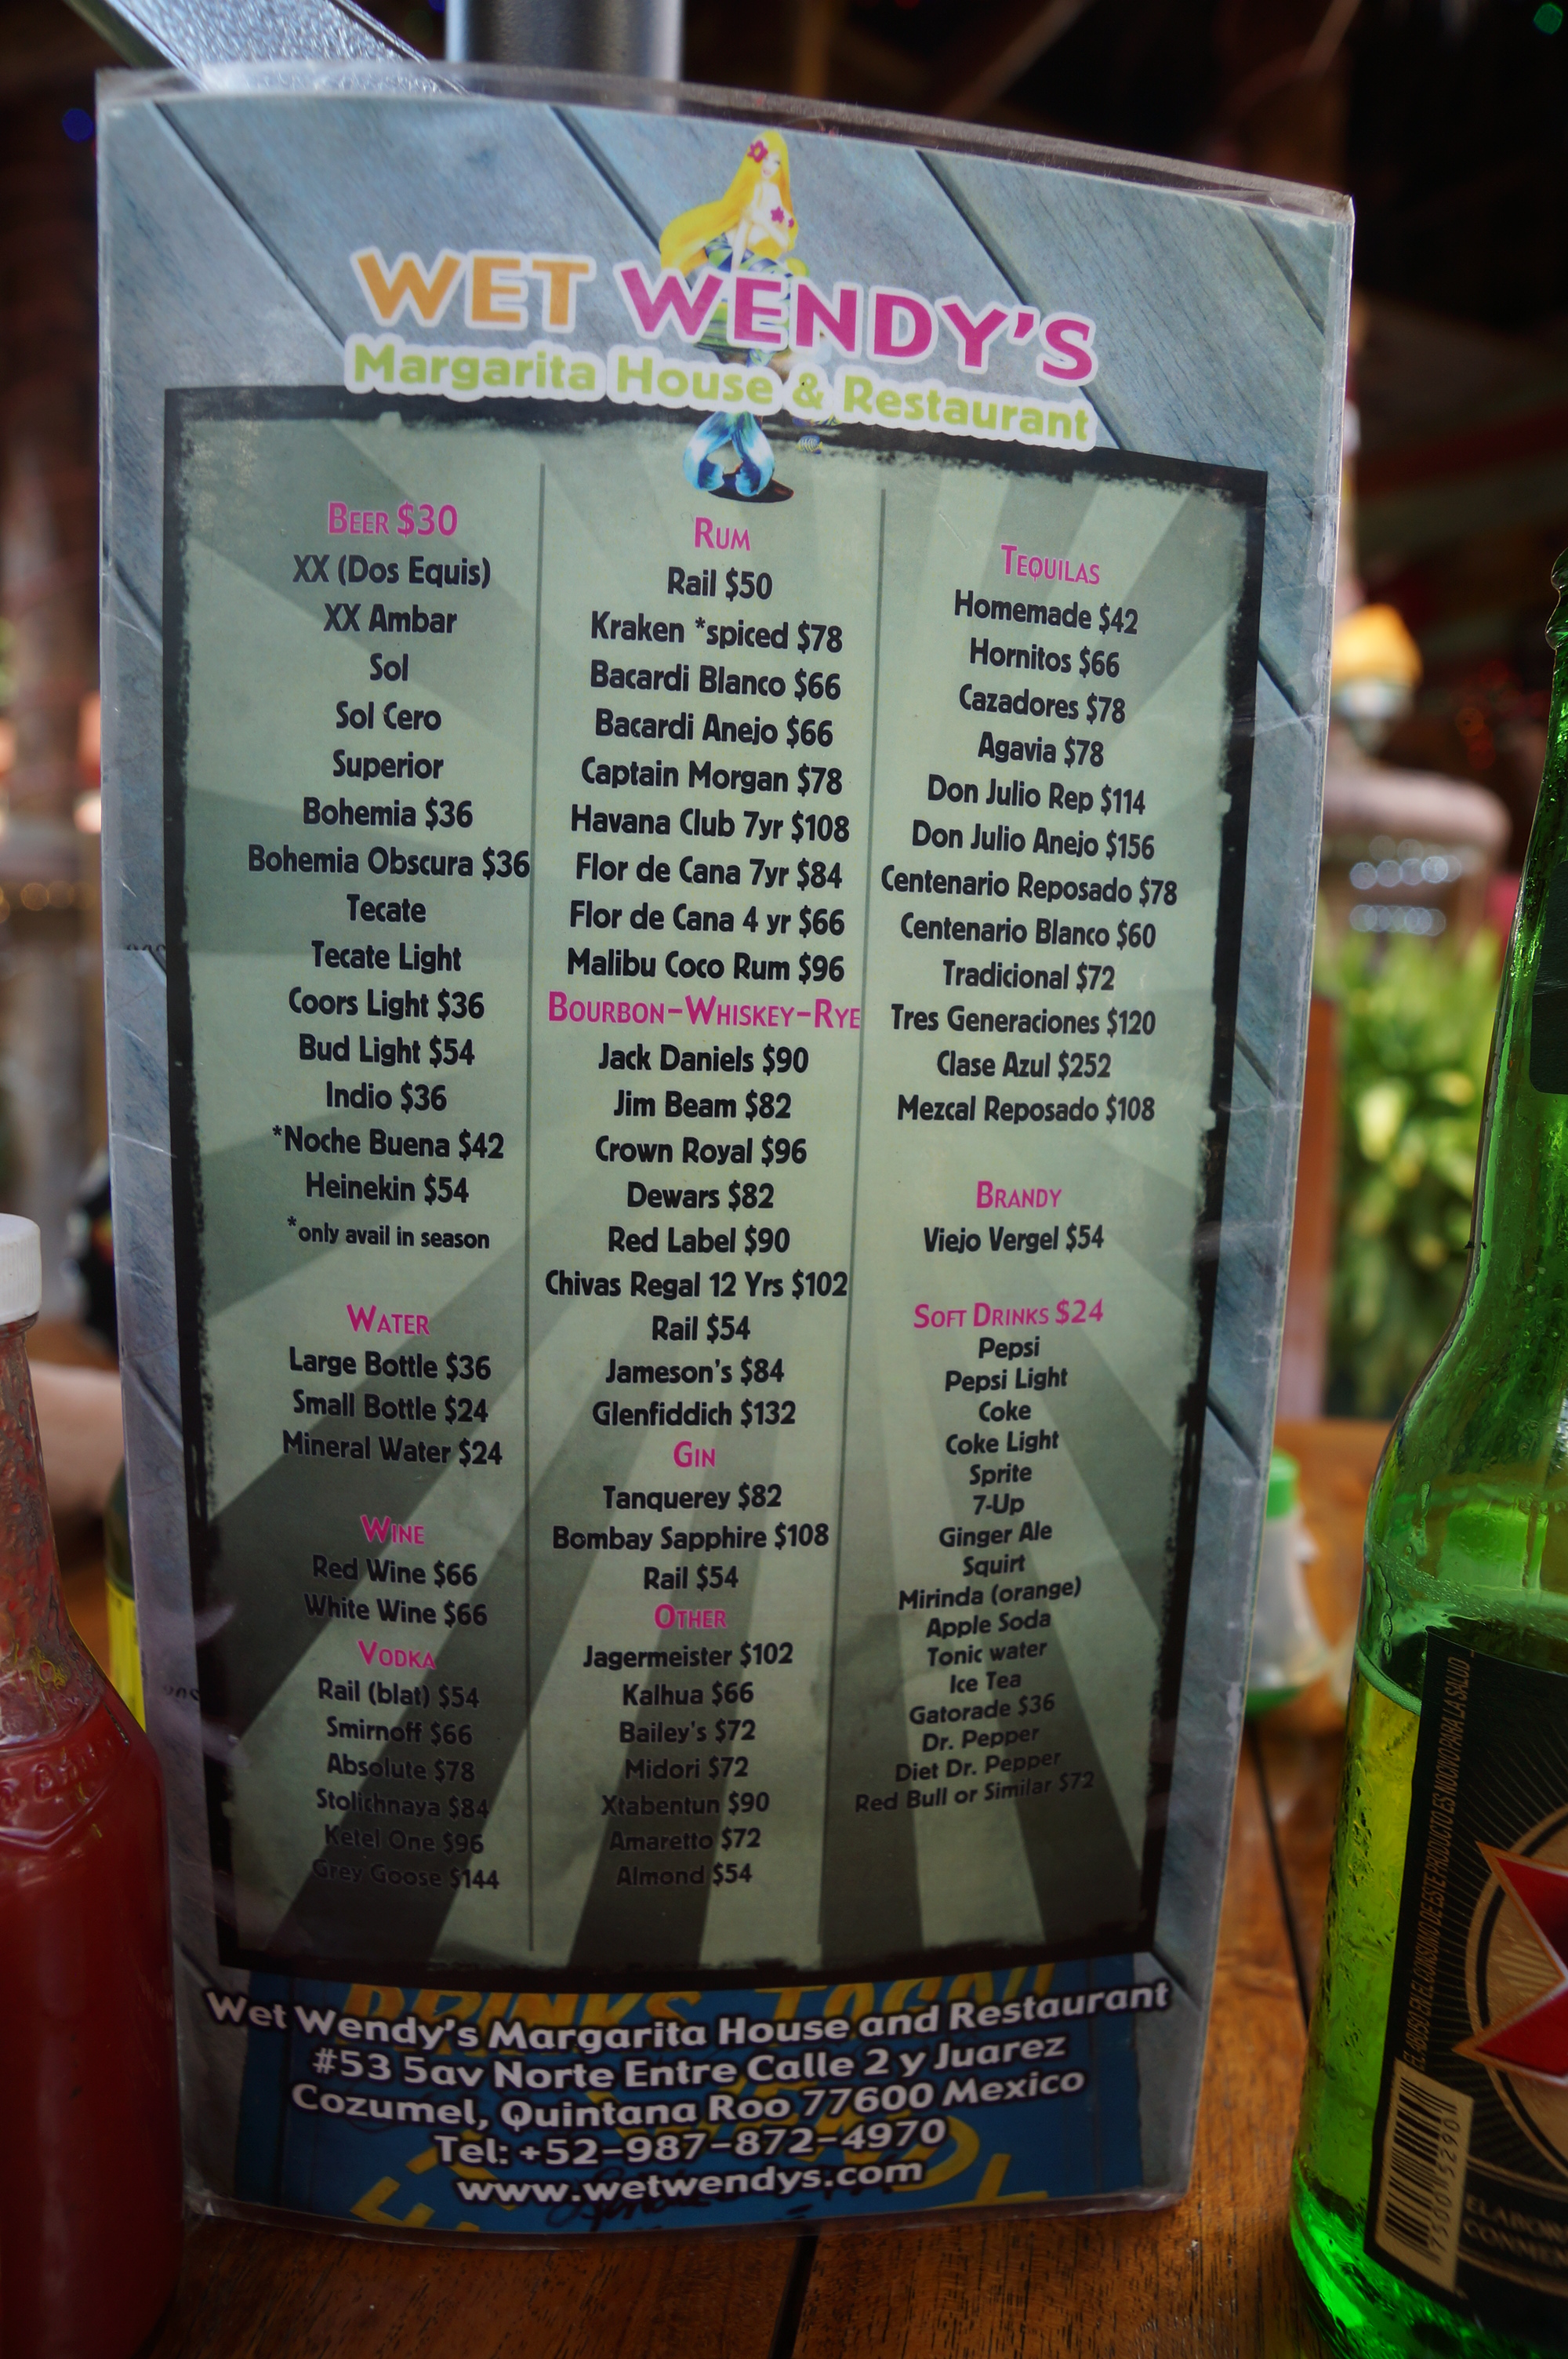 WET WENDY'S
Margarita House & Restaurant
BEER $30
XX (Dos Equis)
XX Ambar
Sol
Sol Cero
Superior
Bohemia $36
Bohemia Obscura $36
Tecate
Tecate Light
Coors Light $36
Bud Light $54
Indio $36
*Noche Buena $42
Heinekin $54
*only avail in season
WATER
Large Bottle $36
Small Bottle $24
Mineral Water $24
WINE
Red Wine $66
White Wine $66
VODKA
Rail (blat) $54
Smirnoff $66
Absolute $78
Stolichnaya $84
Ketel One $96
Grey Goose $144
RUM
Rail $50
Kraken *spiced $78
Bacardi Blanco $66
Bacardi Anejo $66
Captain Morgan $78
Havana Club 7yr $108
Flor de Cana 7yr $84
Flor de Cana 4 yr $66
Malibu Coco Rum $96
BOURBON-WHISKEY-RYE
Jack Daniels $90
Jim Beam $82
Crown Royal $96
Dewars $82
Red Label $90
Chivas Regal 12 Yrs $102
Rail $54
Jameson's $84
Glenfiddich $132
GIN
Tanquerey $82
Bombay Sapphire $108
Rail $54
OTHER
Jagermeister $102
Kalhua $66
Bailey's $72
Midori $72
Xtabentun $90
Amaretto $72
Almond $54
TEQUILAS
Homemade $42
Hornitos $66
Cazadores $78
Agavia $78
Don Julio Rep $114
Don Julio Anejo $156
Centenario Reposado $78
Centenario Blanco $60
Tradicional $72
Tres Generaciones $120
Clase Azul $252
Mezcal Reposado $108
BRANDY
Viejo Vergel $54
SOFT DRINKS $24
Pepsi
Pepsi Light
Coke
Coke Light
Sprite
7-Up
Ginger Ale
Squirt
Mirinda (orange)
Apple Soda
Tonic water
Ice Tea
Gatorade $36
Dr. Pepper
Diet Dr. Pepper
Red Bull or Similar $72
Wet Wendy's Margarita House and Restaurant
#53 5av Norte Entre Calle 2 y Juarez
Cozumel, Quintana Roo 77600 Mexico
Tel: +52-987-872-4970
www.wetwendys.com
EL ABUSO EN EL CONSUMO DE ESTE PRODUCTO ES NOCIVO PARA LA SALUD